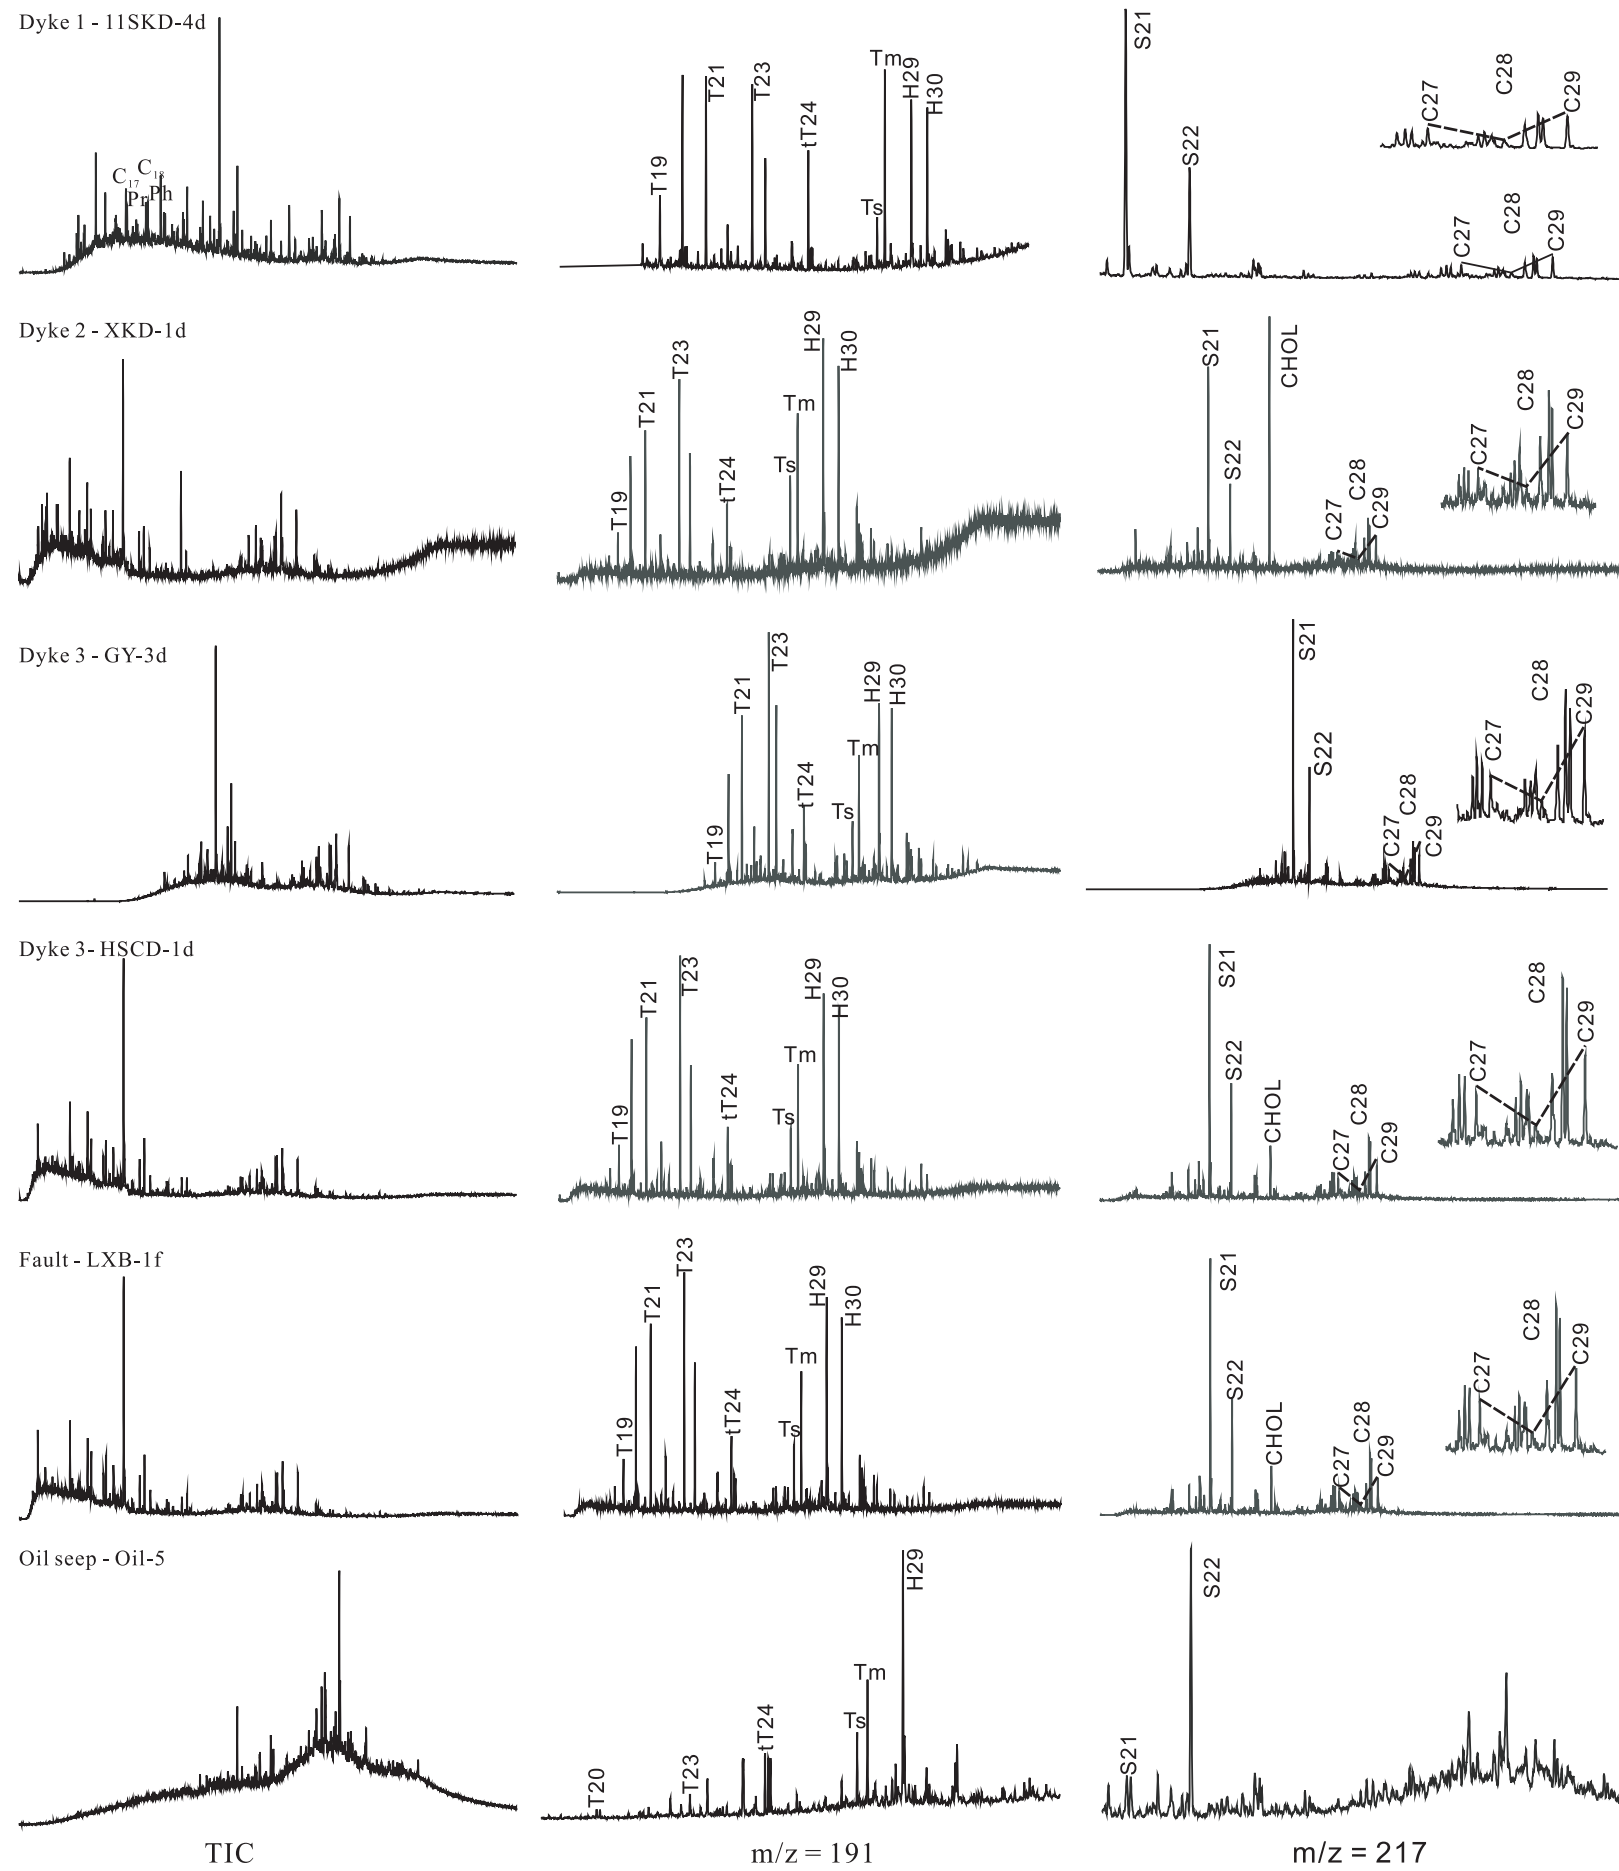 Dyke 1 - 11SKD-4d
C17
C18
Pr
Ph
T19
T21
T23
tT24
Ts
Tm
H29
H30
S21
S22
C27
C28
C29
C27
C28
C29
Dyke 2 - XKD-1d
T19
T21
T23
tT24
Ts
Tm
H29
H30
S21
S22
CHOL
C27
C28
C29
C27
C28
C29
Dyke 3 - GY-3d
T19
T21
T23
tT24
Ts
Tm
H29
H30
S21
S22
C27
C28
C29
C27
C28
C29
Dyke 3- HSCD-1d
T19
T21
T23
tT24
Ts
Tm
H29
H30
S21
S22
CHOL
C27
C28
C29
C27
C28
C29
Fault - LXB-1f
T19
T21
T23
tT24
Ts
Tm
H29
H30
S21
S22
CHOL
C27
C28
C29
C27
C28
C29
Oil seep - Oil-5
T20
T23
tT24
Ts
Tm
H29
S21
S22
TIC
m/z = 191
m/z = 217